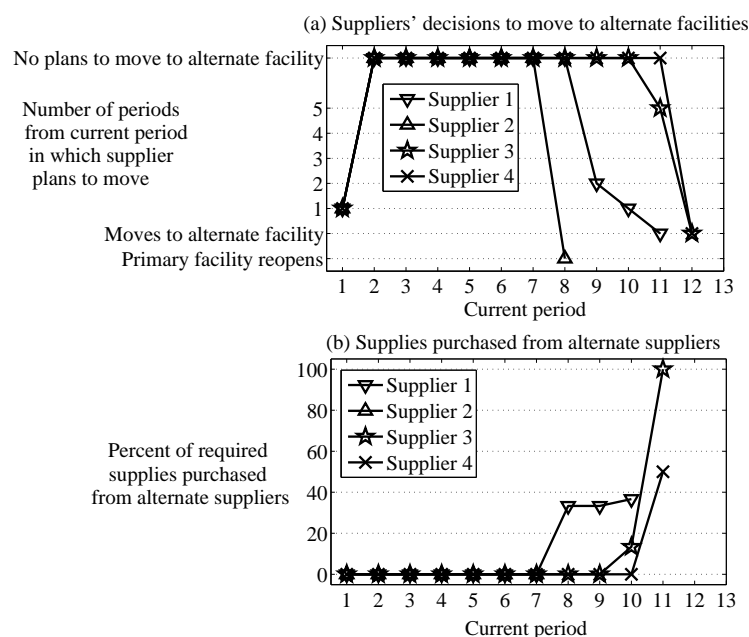 (a) Suppliers' decisions to move to alternate facilities
No plans to move to alternate facility
Number of periods
from current period
in which supplier
plans to move
5
4
3
2
1
Moves to alternate facility
Primary facility reopens
Supplier 1
Supplier 2
Supplier 3
Supplier 4
1 2 3 4 5 6 7 8 9 10 11 12 13
Current period
(b) Supplies purchased from alternate suppliers
Percent of required
supplies purchased
from alternate suppliers
100
80
60
40
20
0
Supplier 1
Supplier 2
Supplier 3
Supplier 4
1 2 3 4 5 6 7 8 9 10 11 12 13
Current period